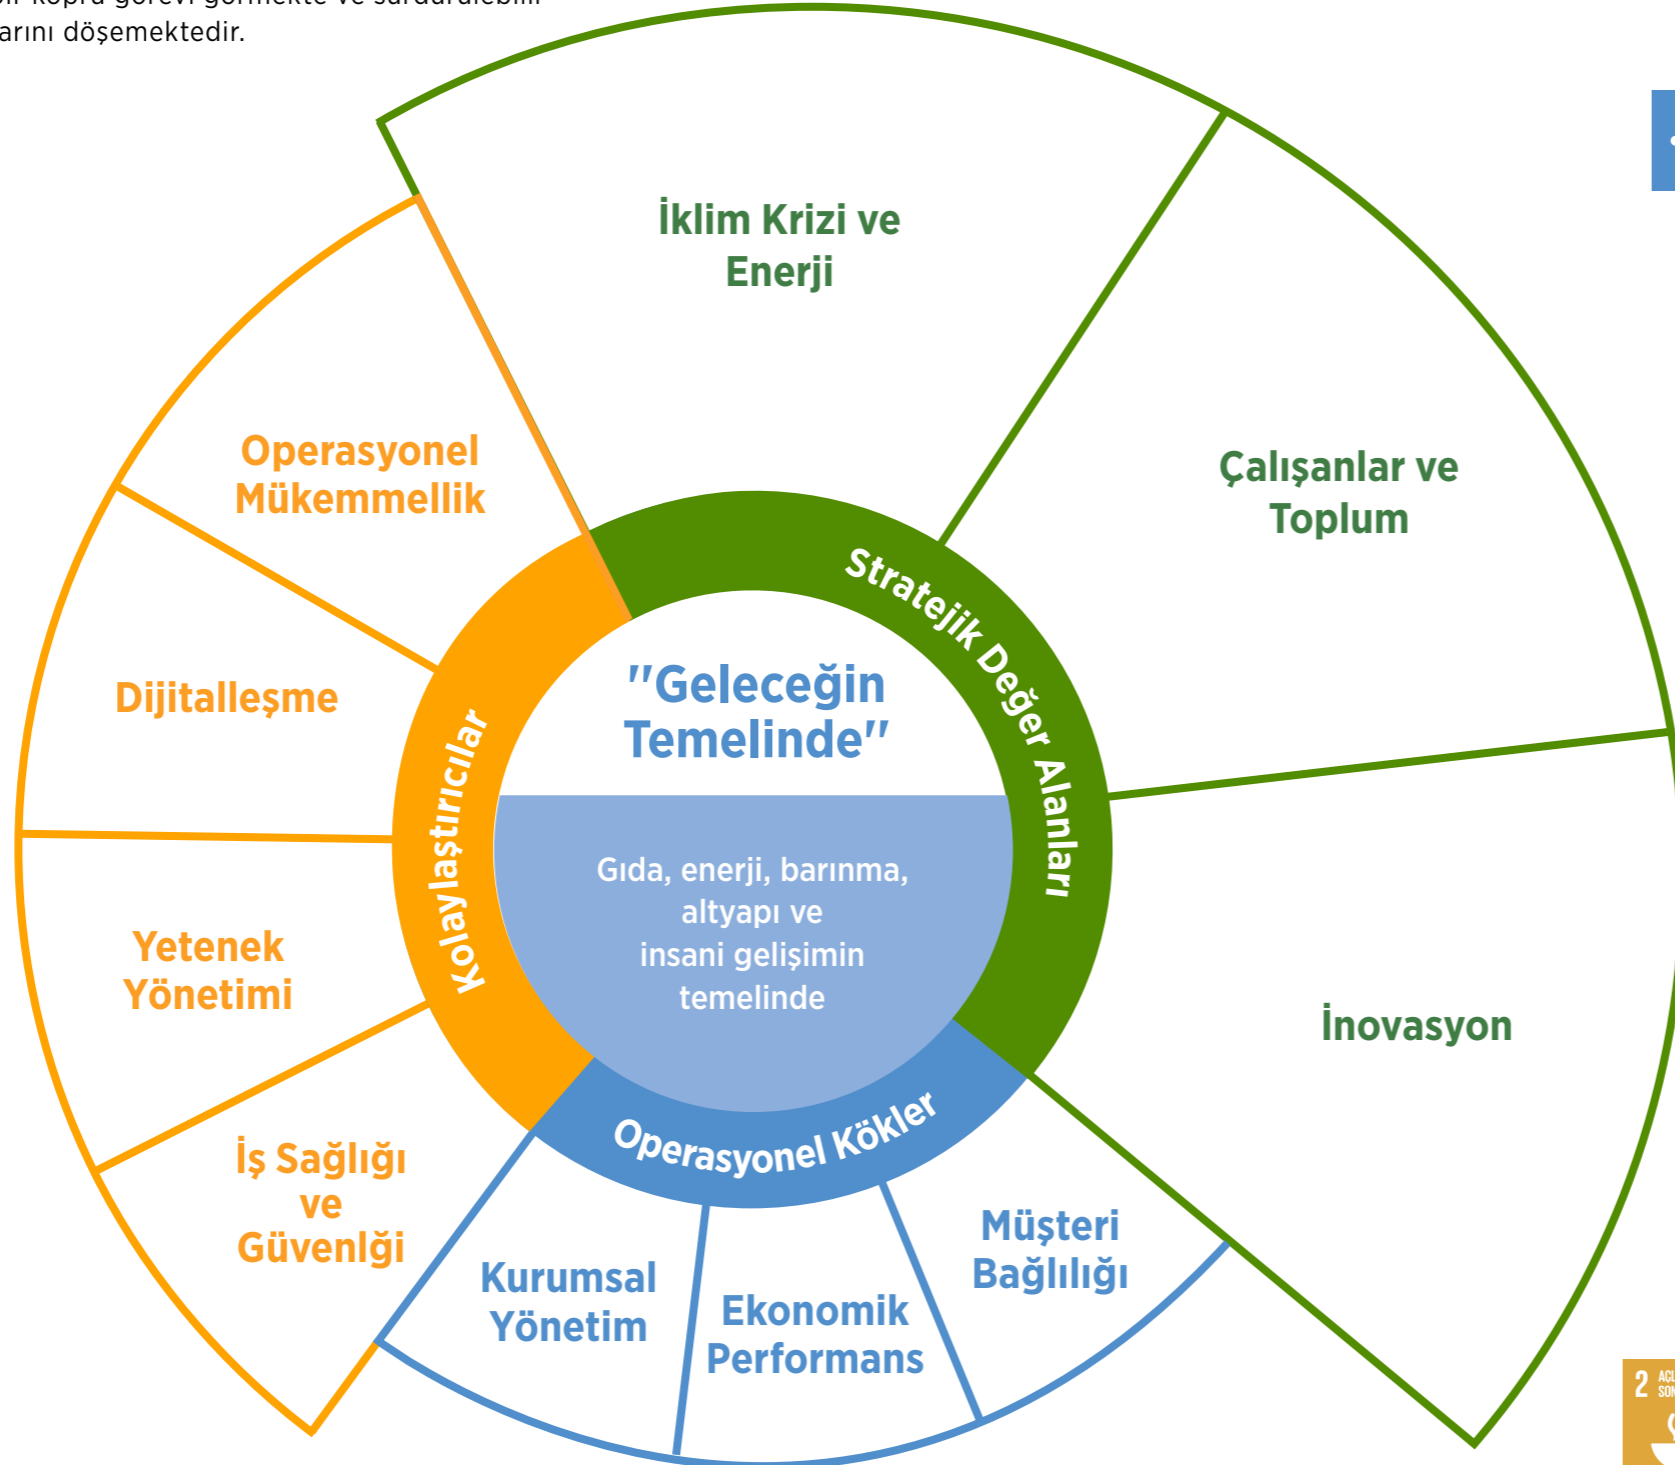 arını döşemektedir.
İklim Krizi ve
Enerji
Çalışanlar ve
Toplum
İnovasyon
Operasyonel
Mükemmellik
Dijitalleşme
Yetenek
Yönetimi
İş Sağlığı
ve
Güvenlği
Kurumsal
Yönetim
Ekonomik
Performans
Müşteri
Bağlılığı
Stratejik Değer Alanları
Kolaylaştırıcılar
Operasyonel Kökler
"Geleceğin
Temelinde"
Gıda, enerji, barınma,
altyapı ve
insani gelişimin
temelinde
2